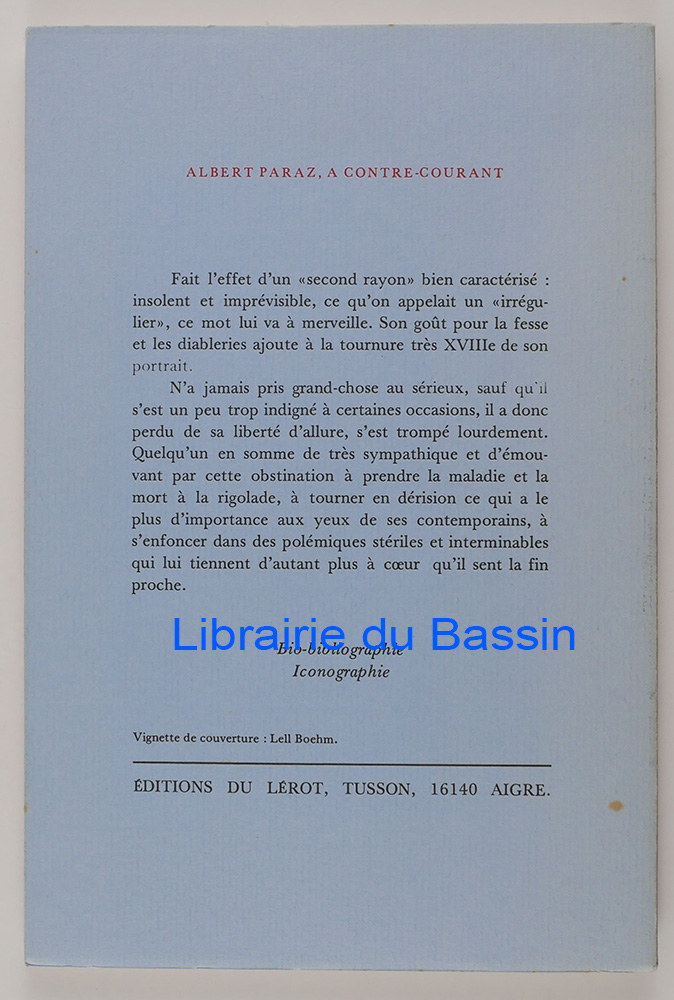 ALBERT PARAZ, A CONTRE-COURANT
Fait l'effet d'un «second rayon» bien caractérisé :
insolent et imprévisible, ce qu'on appelait un «irrégu-
lier», ce mot lui va à merveille. Son goût pour la fesse
et les diableries ajoute à la tournure très XVIIIe de son
portrait.
N'a jamais pris grand-chose au sérieux, sauf qu'il
s'est un peu trop indigné à certaines occasions, il a donc
perdu de sa liberté d'allure, s'est trompé lourdement.
Quelqu'un en somme de très sympathique et d'émou-
vant par cette obstination à prendre la maladie et la
mort à la rigolade, à tourner en dérision ce qui a le
plus d'importance aux yeux de ses contemporains, à
s'enfoncer dans des polémiques stériles et interminables
qui lui tiennent d'autant plus à cœur qu'il sent la fin
proche.
Librairie du Bassin
Bio-bibliographie
Iconographie
Vignette de couverture : Lell Boehm.
ÉDITIONS DU LÉROT, TUSSON, 16140 AIGRE.